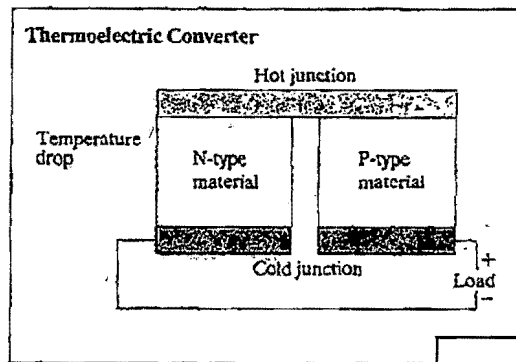 Thermoelectric Converter
Hot junction
Temperature
drop
N-type
material
P-type
material
Cold junction
+
Load
−